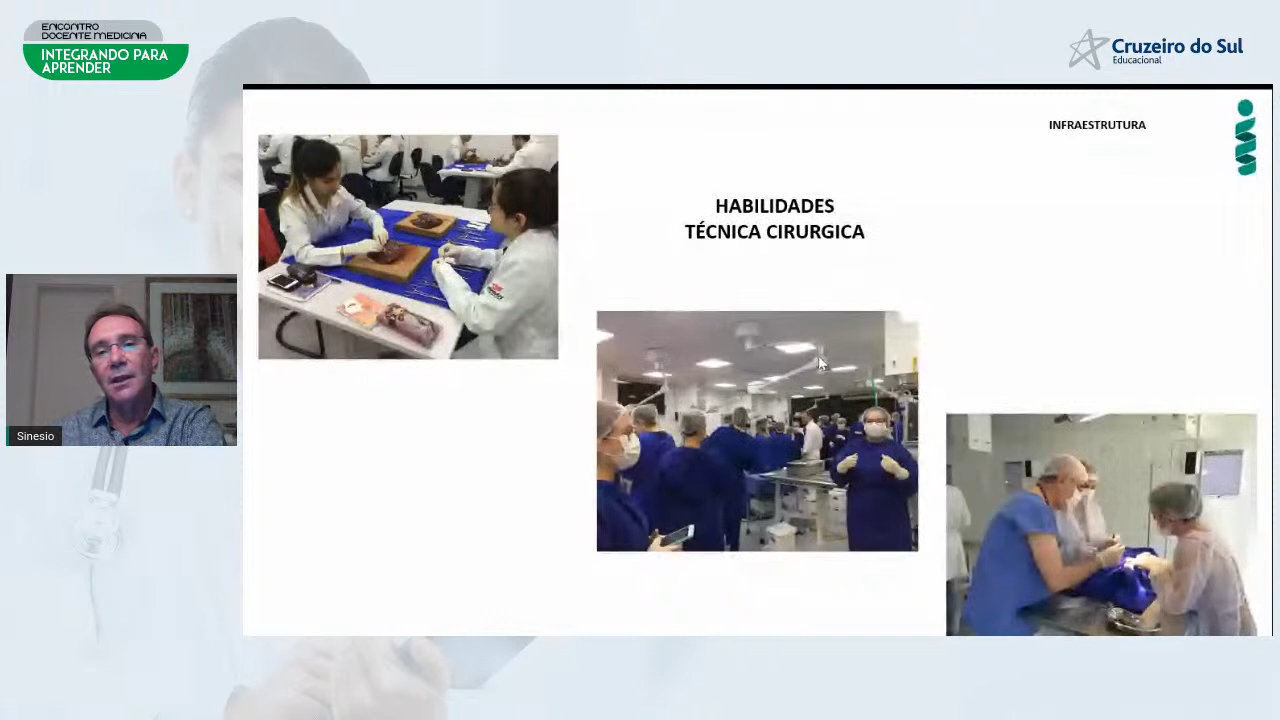 ENCONTRO
DOCENTE MEDICINA
INTEGRANDO PARA
APRENDER
Cruzeiro do Sul
Educacional
INFRAESTRUTURA
HABILIDADES
TÉCNICA CIRURGICA
Sinesio